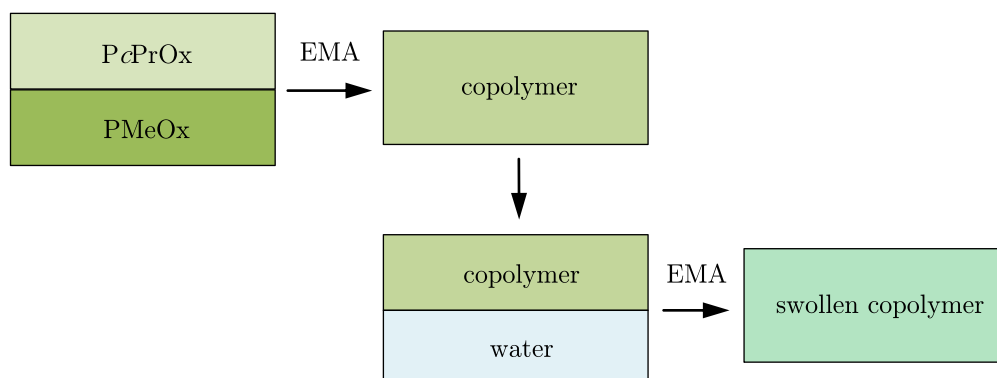 PcPrOx
EMA
copolymer
PMeOx
copolymer
EMA
swollen copolymer
water